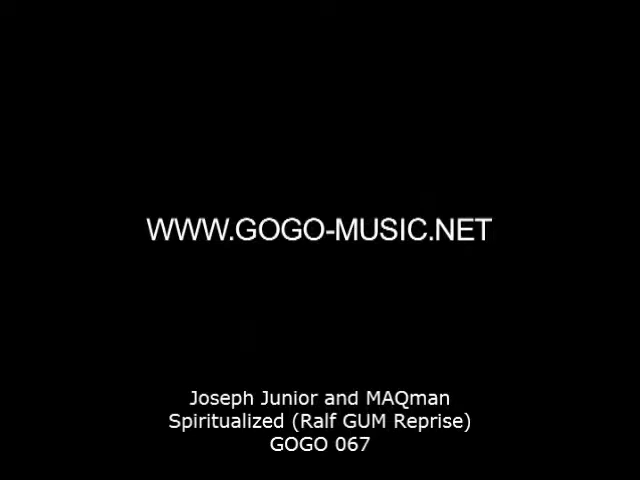 WWW.GOGO-MUSIC.NET
Joseph Junior and MAQman
Spiritualized (Ralf GUM Reprise)
GOGO 067